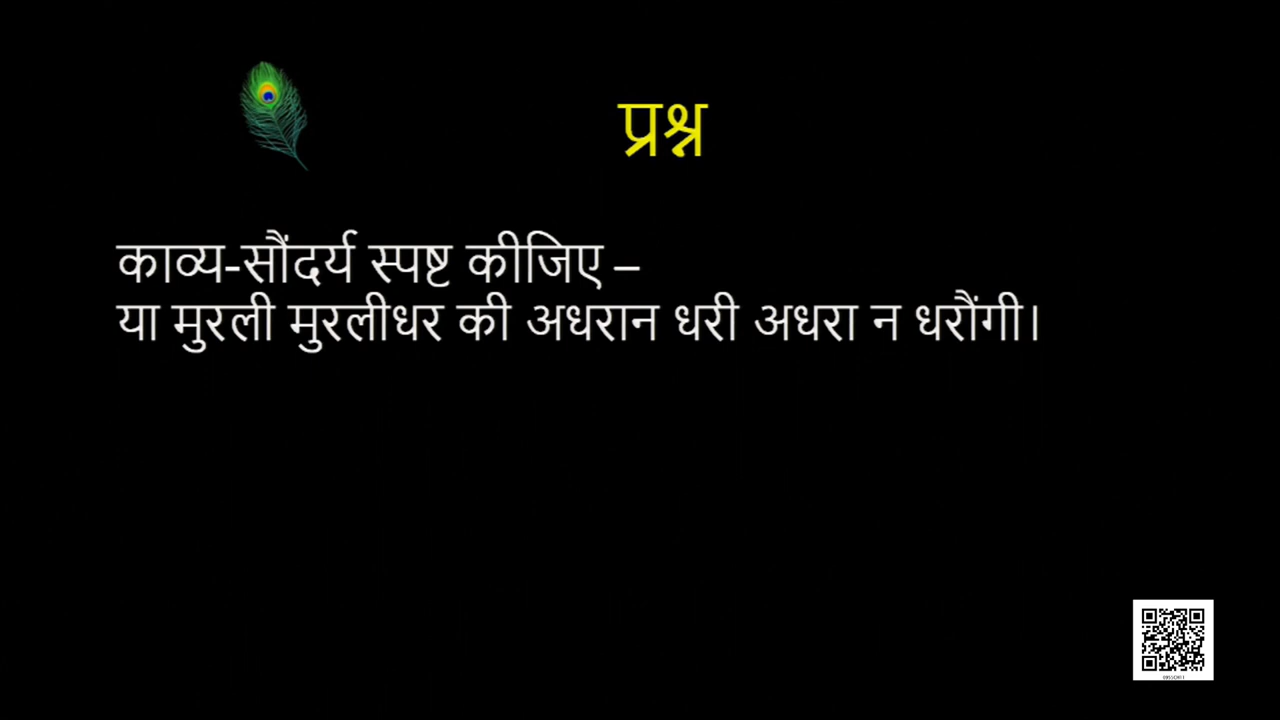 प्रश्न
काव्य-सौंदर्य स्पष्ट कीजिए –
या मुरली मुरलीधर की अधरान धरी अधरा न धरौंगी।